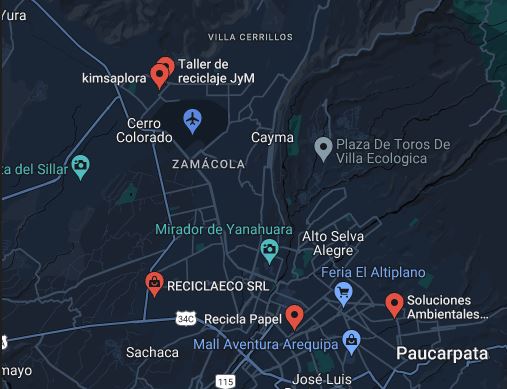 Yura
VILLA CERRILLOS
Taller de
reciclaje JyM
kimsaplora
Cerro
Colorado
Cayma
Plaza De Toros De
Villa Ecologica
ZAMÁCOLA
ta del Sillar
Mirador de Yanahuara
Alto Selva
Alegre
Feria El Altiplano
RECICLAECO SRL
Soluciones
Ambientales...
34C
Recicla Papel
Mall Aventura Arequipa
Sachaca
Paucarpata
mayo
115
José Luis